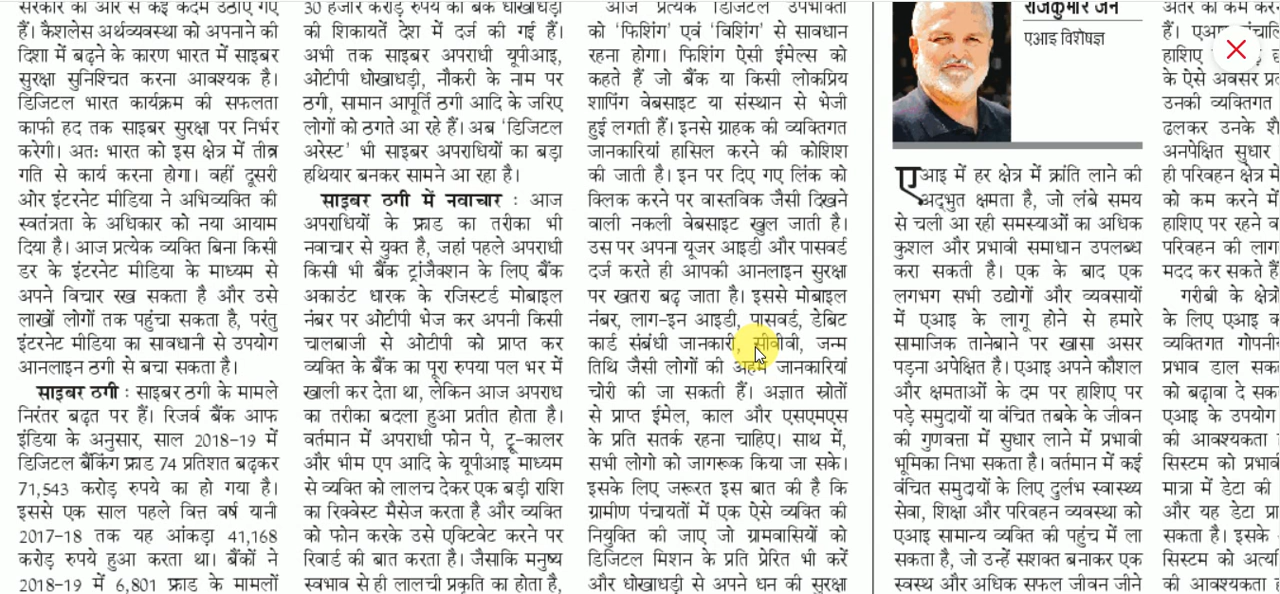 सरकार की ओर से कई कदम उठाए गए
हैं। कैशलेस अर्थव्यवस्था को अपनाने की
दिशा में बढ़ने के कारण भारत में साइबर
सुरक्षा सुनिश्चित करना आवश्यक है।
डिजिटल भारत कार्यक्रम की सफलता
काफी हद तक साइबर सुरक्षा पर निर्भर
करेगी। अतः भारत को इस क्षेत्र में तीव्र
गति से कार्य करना होगा। वहीं दूसरी
ओर इंटरनेट मीडिया ने अभिव्यक्ति की
स्वतंत्रता के अधिकार को नया आयाम
दिया है। आज प्रत्येक व्यक्ति बिना किसी
डर के इंटरनेट मीडिया के माध्यम से
अपने विचार रख सकता है और उसे
लाखों लोगों तक पहुंचा सकता है, परंतु
इंटरनेट मीडिया का सावधानी से उपयोग
आनलाइन ठगी से बचा सकता है।
साइबर ठगी : साइबर ठगी के मामले
निरंतर बढ़त पर हैं। रिजर्व बैंक आफ
इंडिया के अनुसार, साल 2018-19 में
डिजिटल बैंकिंग फ्राड 74 प्रतिशत बढ़कर
71,543 करोड़ रुपये का हो गया है।
इससे एक साल पहले वित्त वर्ष यानी
2017-18 तक यह आंकड़ा 41,168
करोड़ रुपये हुआ करता था। बैंकों ने
2018-19 में 6,801 फ्राड के मामलों
30 हजार करोड़ रुपये की बैंक धोखाधड़ी
की शिकायतें देश में दर्ज की गई हैं।
अभी तक साइबर अपराधी यूपीआइ,
ओटीपी धोखाधड़ी, नौकरी के नाम पर
ठगी, सामान आपूर्ति ठगी आदि के जरिए
लोगों को ठगते आ रहे हैं। अब 'डिजिटल
अरेस्ट' भी साइबर अपराधियों का बड़ा
हथियार बनकर सामने आ रहा है।
साइबर ठगी में नवाचार : आज
अपराधियों के फ्राड का तरीका भी
नवाचार से युक्त है, जहां पहले अपराधी
किसी भी बैंक ट्रांजैक्शन के लिए बैंक
अकाउंट धारक के रजिस्टर्ड मोबाइल
नंबर पर ओटीपी भेज कर अपनी किसी
चालबाजी से ओटीपी को प्राप्त कर
व्यक्ति के बैंक का पूरा रुपया पल भर में
खाली कर देता था, लेकिन आज अपराध
का तरीका बदला हुआ प्रतीत होता है।
वर्तमान में अपराधी फोन पे, ट्रू-कालर
और भीम एप आदि के यूपीआइ माध्यम
से व्यक्ति को लालच देकर एक बड़ी राशि
का रिक्वेस्ट मैसेज करता है और व्यक्ति
को फोन करके उसे एक्टिवेट करने पर
रिवार्ड की बात करता है। जैसाकि मनुष्य
स्वभाव से ही लालची प्रकृति का होता है,
आज प्रत्येक डिजिटल उपभोक्ता
को 'फिशिंग' एवं 'विशिंग' से सावधान
रहना होगा। फिशिंग ऐसी ईमेल्स को
कहते हैं जो बैंक या किसी लोकप्रिय
शापिंग वेबसाइट या संस्थान से भेजी
हुई लगती हैं। इनसे ग्राहक की व्यक्तिगत
जानकारियां हासिल करने की कोशिश
की जाती है। इन पर दिए गए लिंक को
क्लिक करने पर वास्तविक जैसी दिखने
वाली नकली वेबसाइट खुल जाती है।
उस पर अपना यूजर आइडी और पासवर्ड
दर्ज करते ही आपकी आनलाइन सुरक्षा
पर खतरा बढ़ जाता है। इससे मोबाइल
नंबर, लाग-इन आइडी, पासवर्ड, डेबिट
कार्ड संबंधी जानकारी, सीवीवी, जन्म
तिथि जैसी लोगों की अहम जानकारियां
चोरी की जा सकती हैं। अज्ञात स्रोतों
से प्राप्त ईमेल, काल और एसएमएस
के प्रति सतर्क रहना चाहिए। साथ में,
सभी लोगो को जागरूक किया जा सके।
इसके लिए जरूरत इस बात की है कि
ग्रामीण पंचायतों में एक ऐसे व्यक्ति की
नियुक्ति की जाए जो ग्रामवासियों को
डिजिटल मिशन के प्रति प्रेरित भी करें
और धोखाधड़ी से अपने धन की सुरक्षा
राजकुमार जैन
एआइ विशेषज्ञ
एआइ में हर क्षेत्र में क्रांति लाने की
अद्भुत क्षमता है, जो लंबे समय
से चली आ रही समस्याओं का अधिक
कुशल और प्रभावी समाधान उपलब्ध
करा सकती है। एक के बाद एक
लगभग सभी उद्योगों और व्यवसायों
में एआइ के लागू होने से हमारे
सामाजिक तानेबाने पर खासा असर
पड़ना अपेक्षित है। एआइ अपने कौशल
और क्षमताओं के दम पर हाशिए पर
पड़े समुदायों या वंचित तबके के जीवन
की गुणवत्ता में सुधार लाने में प्रभावी
भूमिका निभा सकता है। वर्तमान में कई
वंचित समुदायों के लिए दुर्लभ स्वास्थ्य
सेवा, शिक्षा और परिवहन व्यवस्था को
एआइ सामान्य व्यक्ति की पहुंच में ला
सकता है, जो उन्हें सशक्त बनाकर एक
स्वस्थ और अधिक सफल जीवन जीने
अंतर को कम कर
हैं। एआइ
हाशिए
के ऐसे अवसर
उनकी व्यक्तिगत
ढलकर उनके
अनपेक्षित सुधार
ही परिवहन क्षेत्र
को कम करने में
हाशिए पर रहने
परिवहन की लाग
मदद कर सकते हैं
गरीबी के क्षेत्रों
के लिए एआइ
व्यक्तिगत गोपनी
प्रभाव डाल सक
को बढ़ावा दे सक
एआइ के उपयोग
की आवश्यकता
सिस्टम को प्रभाव
मात्रा में डेटा की
और यह डेटा प्रा
सकता है। इसके
सिस्टम को अत्या
की आवश्यकता